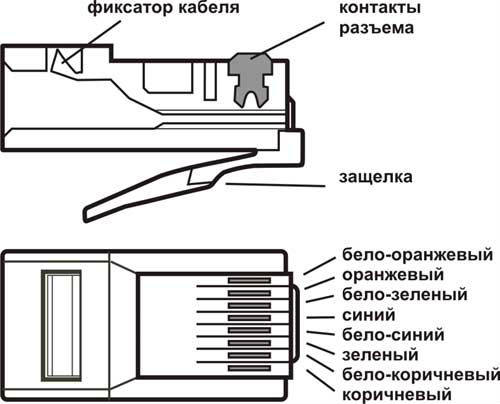 фиксатор кабеля
контакты
разъема
защелка
бело-оранжевый
оранжевый
бело-зеленый
синий
бело-синий
зеленый
бело-коричневый
коричневый